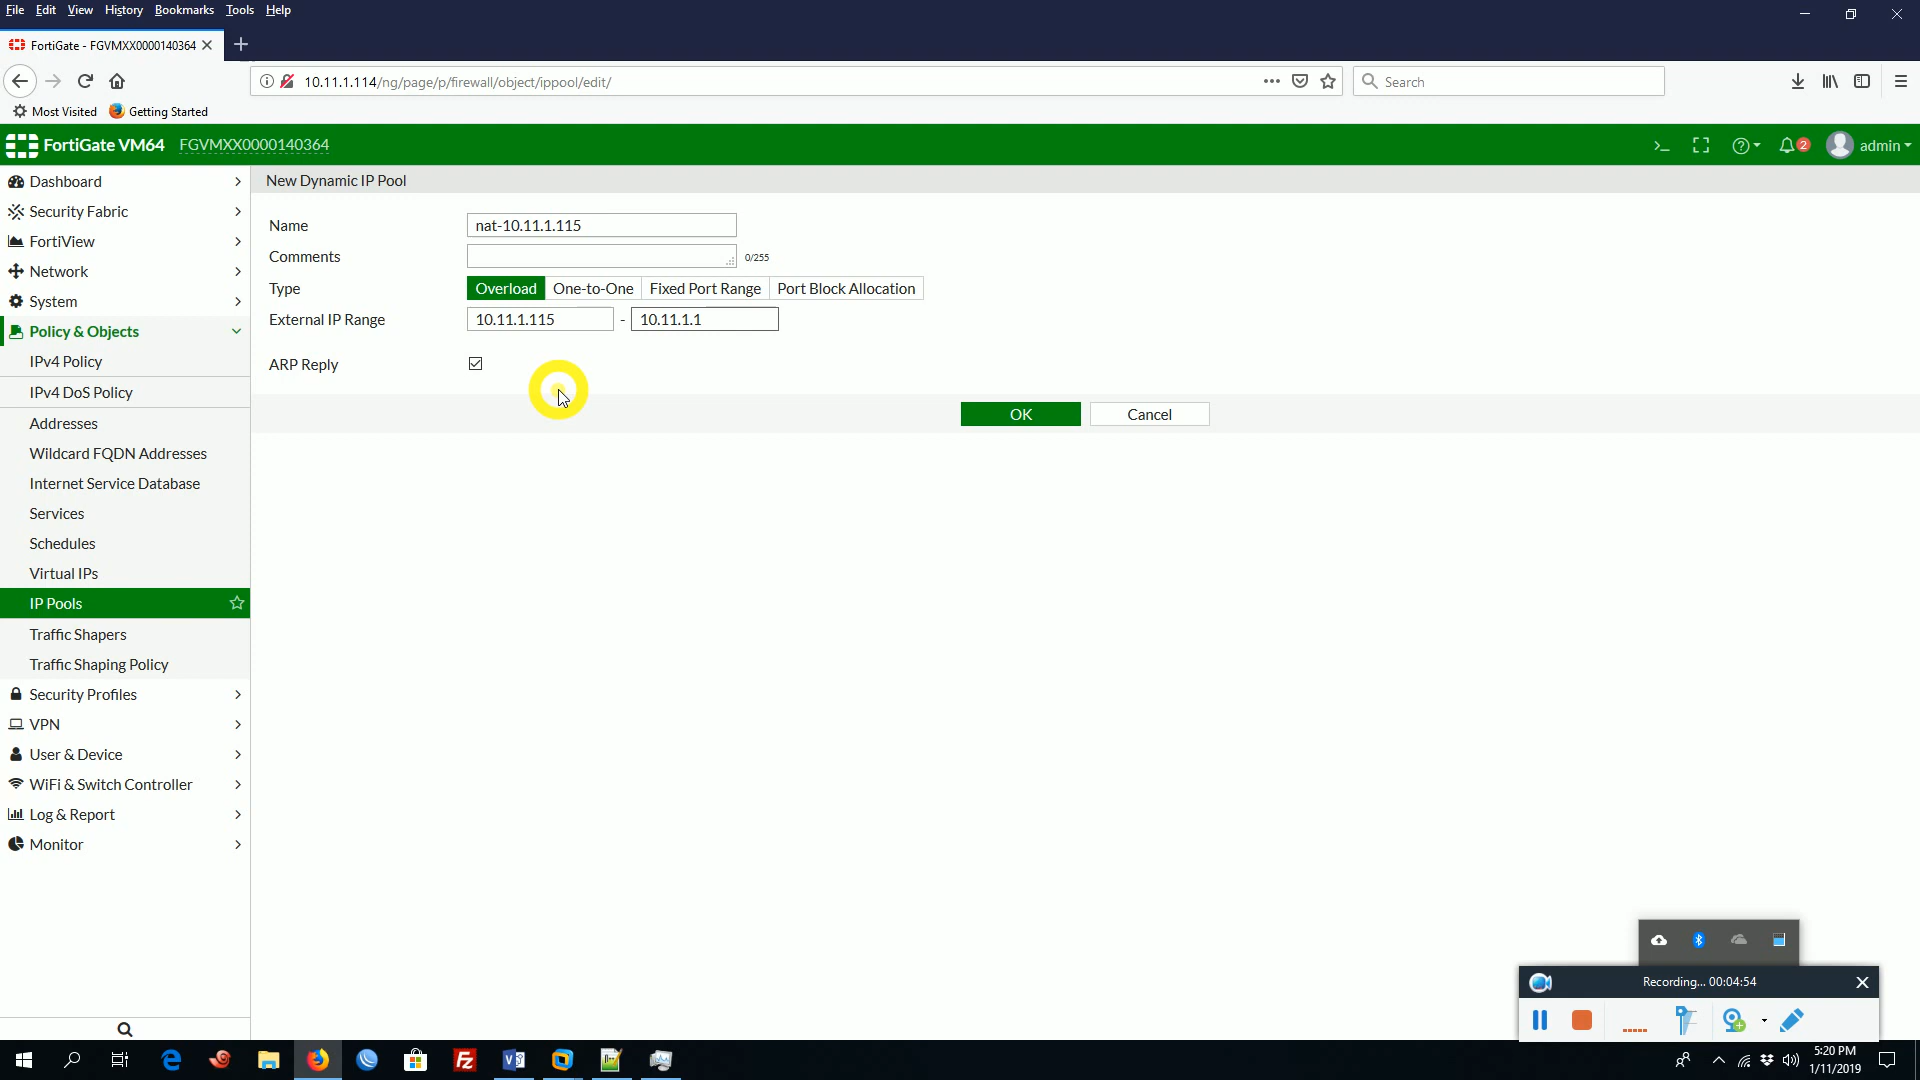 File Edit View History Bookmarks Tools Help
FortiGate - FGVMXX0000140364
10.11.1.114/ng/page/p/firewall/object/ippool/edit/
Search
Most Visited Getting Started
FortiGate VM64 FGVMXX0000140364
2
admin
Dashboard
Security Fabric
FortiView
Network
System
Policy & Objects
IPv4 Policy
IPv4 DoS Policy
Addresses
Wildcard FQDN Addresses
Internet Service Database
Services
Schedules
Virtual IPs
IP Pools
Traffic Shapers
Traffic Shaping Policy
Security Profiles
VPN
User & Device
WiFi & Switch Controller
Log & Report
Monitor
New Dynamic IP Pool
Name nat-10.11.1.115
Comments 0/255
Type Overload One-to-One Fixed Port Range Port Block Allocation
External IP Range 10.11.1.115 - 10.11.1.1
ARP Reply
OK Cancel
Recording... 00:04:54
5:20 PM
1/11/2019